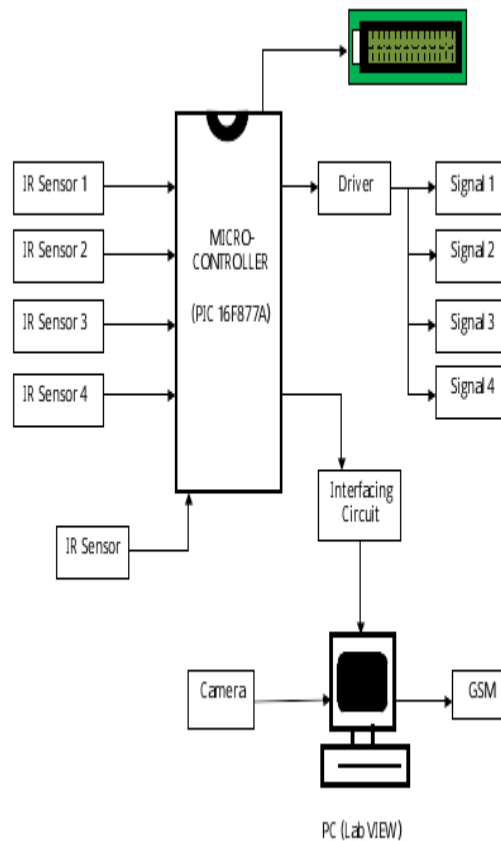 IR Sensor 1
IR Sensor 2
IR Sensor 3
IR Sensor 4
MICRO-
CONTROLLER
(PIC 16F877A)
Driver
Signal 1
Signal 2
Signal 3
Signal 4
IR Sensor
Interfacing
Circuit
Camera
GSM
PC (Lab VIEW)